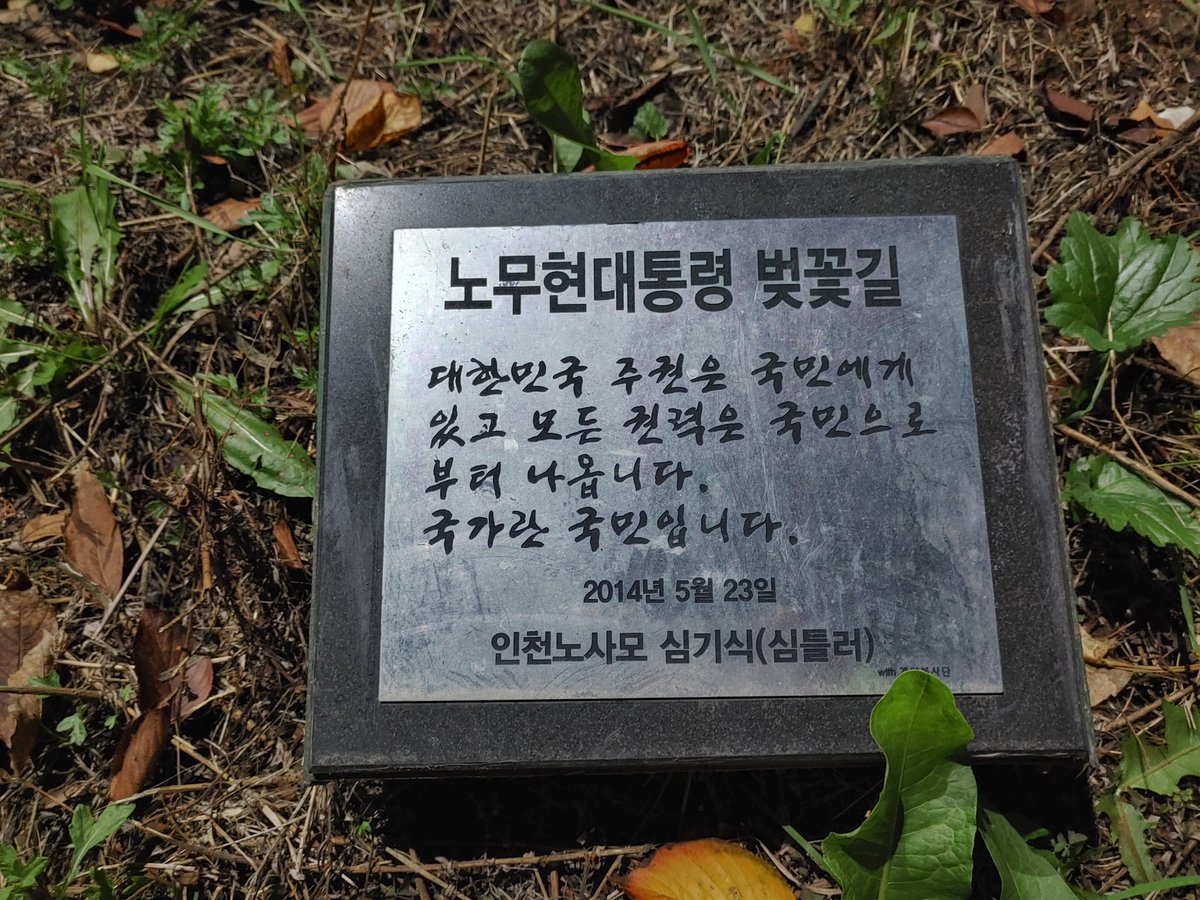 노무현대통령 벚꽃길
대한민국 주권은 국민에게
있고 모든 권력은 국민으로
부터 나옵니다.
국가란 국민입니다.
2014년 5월 23일
인천노사모 심기식(심틀러)
with